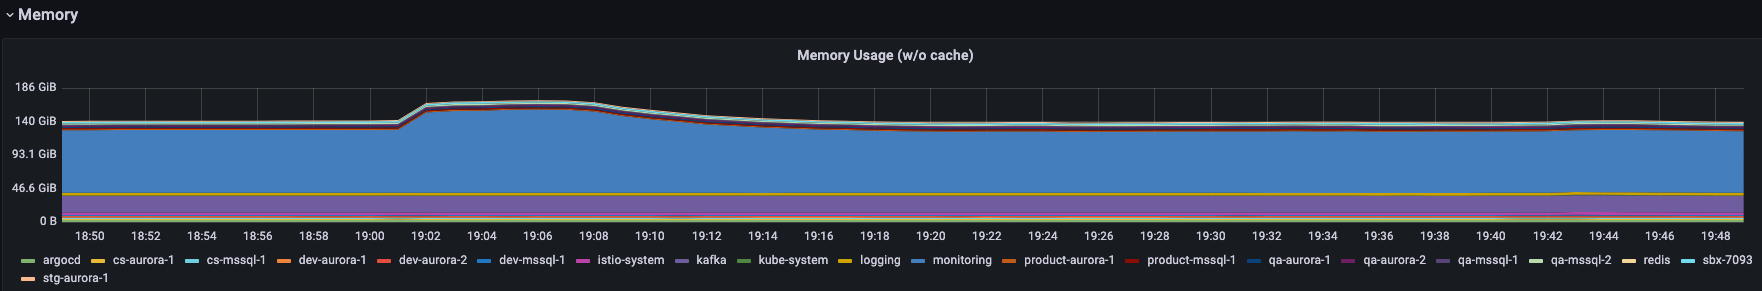 Memory
Memory Usage (w/o cache)
186 GiB
140 GiB
93.1 GiB
46.6 GiB
0 B
18:50 18:52 18:54 18:56 18:58 19:00 19:02 19:04 19:06 19:08 19:10 19:12 19:14 19:16 19:18 19:20 19:22 19:24 19:26 19:28 19:30 19:32 19:34 19:36 19:38 19:40 19:42 19:44 19:46 19:48
argocd cs-aurora-1 cs-mssql-1 dev-aurora-1 dev-aurora-2 dev-mssql-1 istio-system kafka kube-system logging monitoring product-aurora-1 product-mssql-1 qa-aurora-1 qa-aurora-2 qa-mssql-1 qa-mssql-2 redis sbx-7093
stg-aurora-1